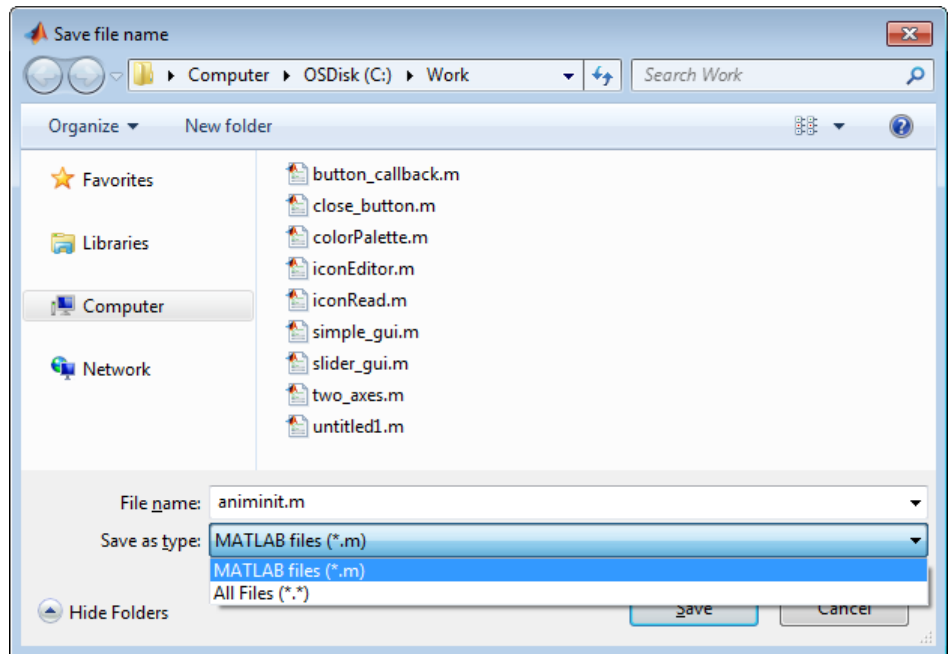 Save file name
Computer ▸ OSDisk (C:) ▸ Work
Search Work
Organize
New folder
Favorites
Libraries
Computer
Network
button_callback.m
close_button.m
colorPalette.m
iconEditor.m
iconRead.m
simple_gui.m
slider_gui.m
two_axes.m
untitled1.m
File name: animinit.m
Save as type: MATLAB files (*.m)
MATLAB files (*.m)
All Files (*.*)
Hide Folders
Save
Cancel